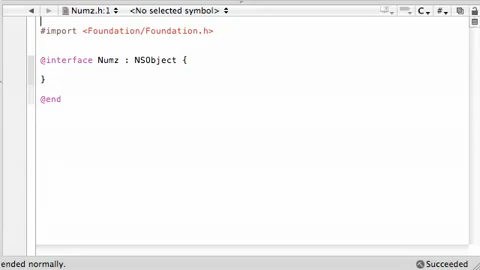 Numz.h:1 <No selected symbol> C #
#import <Foundation/Foundation.h>
@interface Numz : NSObject {
}
@end
ended normally. Succeeded